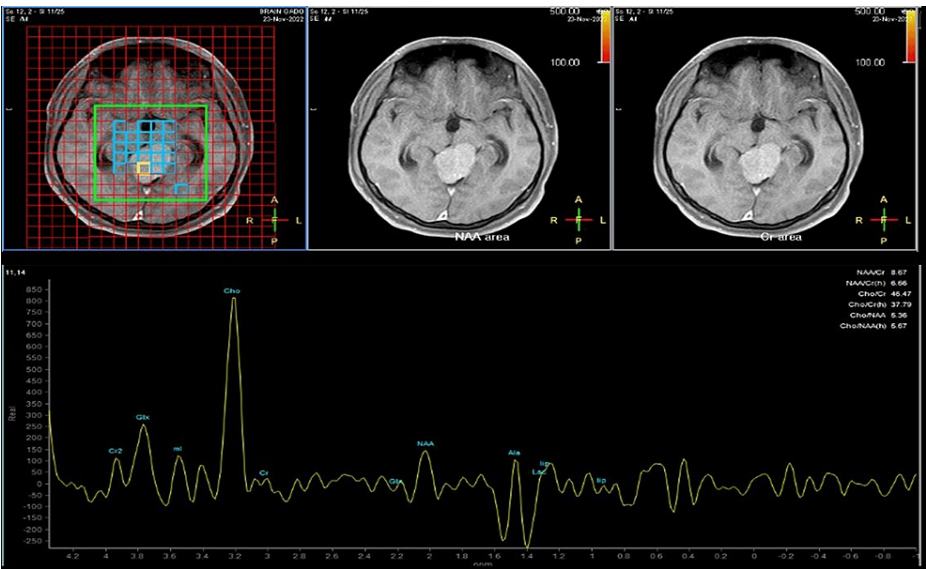 Se 12, 2 - Sl 11/25
BRAIN GADO
SE M
23-Nov-2022
A
R F L
P
Se 12, 2 - Sl 11/25
500.00
SE M
23-Nov-2022
100.00
A
R F L
P
NAA area
Se 12, 2 - Sl 11/25
500.00
SE M
23-Nov-2022
100.00
A
R F L
P
Cr area
11,14
NAA/Cr 8.67
NAA/Cr(h) 6.66
Cho/Cr 46.47
Cho/Cr(h) 37.79
Cho/NAA 5.36
Cho/NAA(h) 5.67
850
800
750
700
650
600
550
500
450
400
350
300
250
200
150
100
50
0
-50
-100
-150
-200
-250
Real
Cho
Glx
Cr2
mI
Cr
Glx
NAA
Ala
lip
Lac
lip
4.2 4 3.8 3.6 3.4 3.2 3 2.8 2.6 2.4 2.2 2 1.8 1.6 1.4 1.2 1 0.8 0.6 0.4 0.2 0 -0.2 -0.4 -0.6 -0.8 -1
ppm